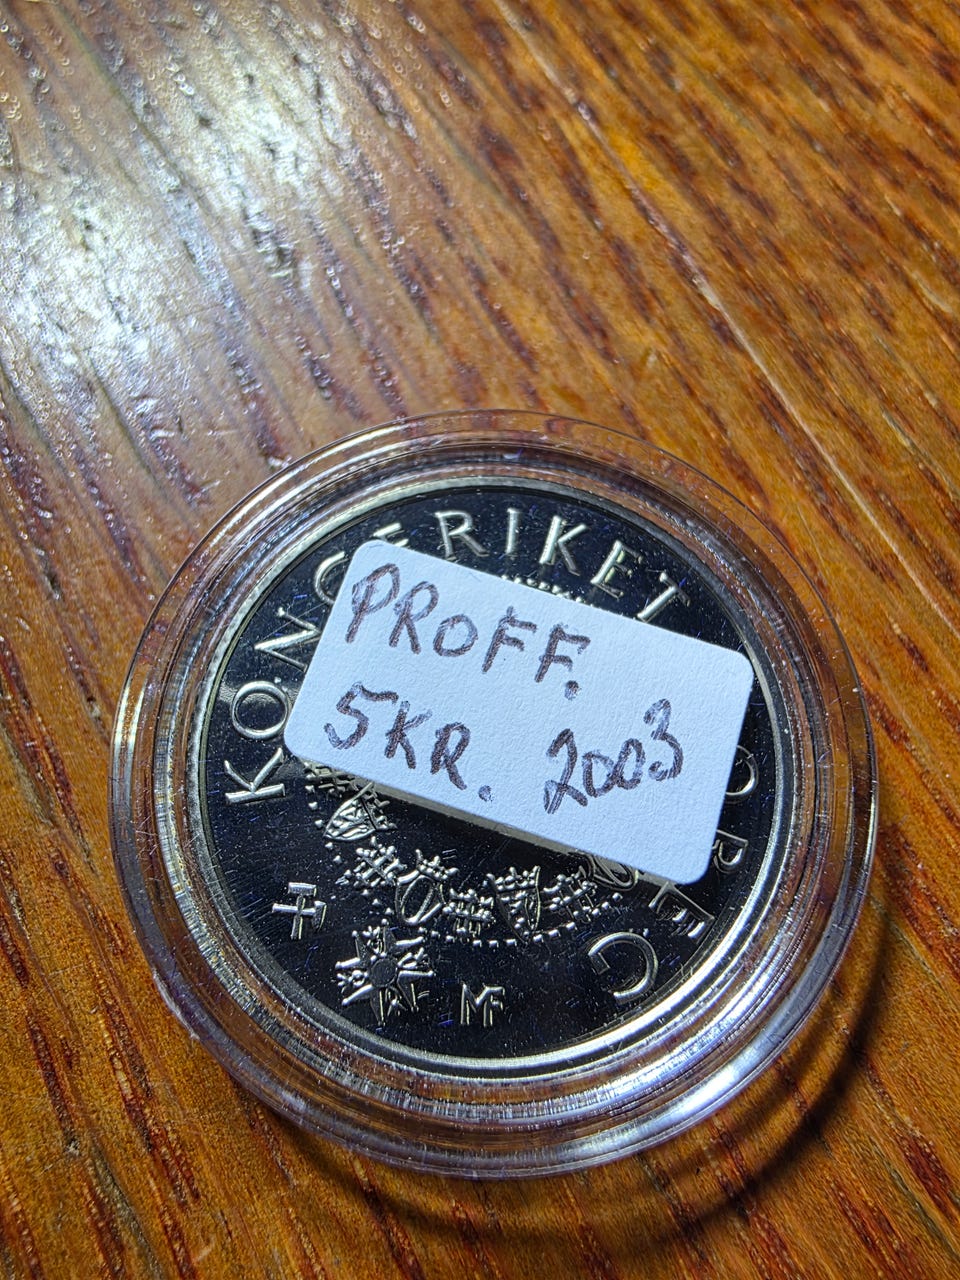 KONGERIKET
PROFF.
5KR. 2003
MF